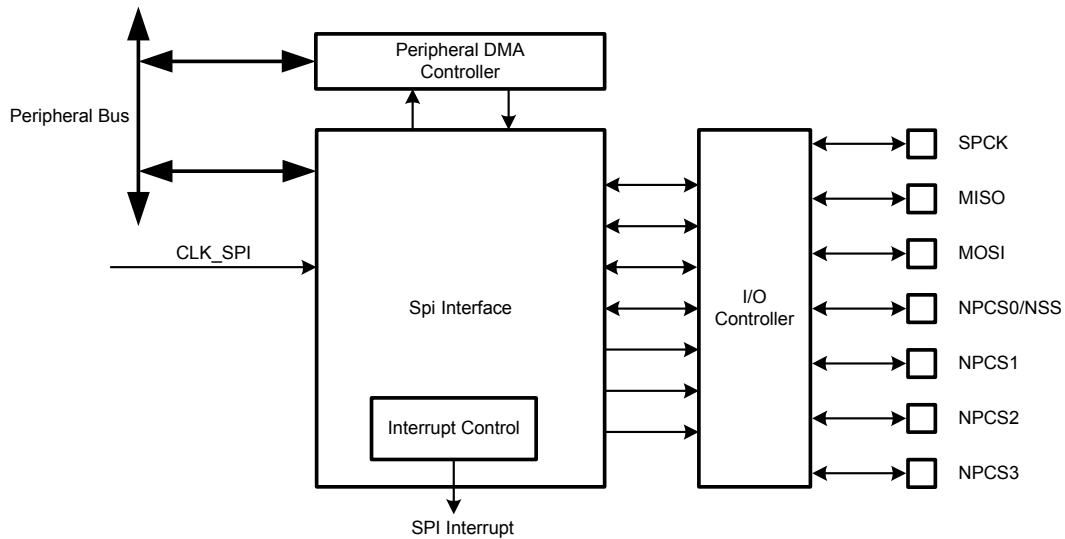 Peripheral DMA
Controller
Peripheral Bus
CLK_SPI
Spi Interface
Interrupt Control
SPI Interrupt
I/O
Controller
SPCK
MISO
MOSI
NPCS0/NSS
NPCS1
NPCS2
NPCS3